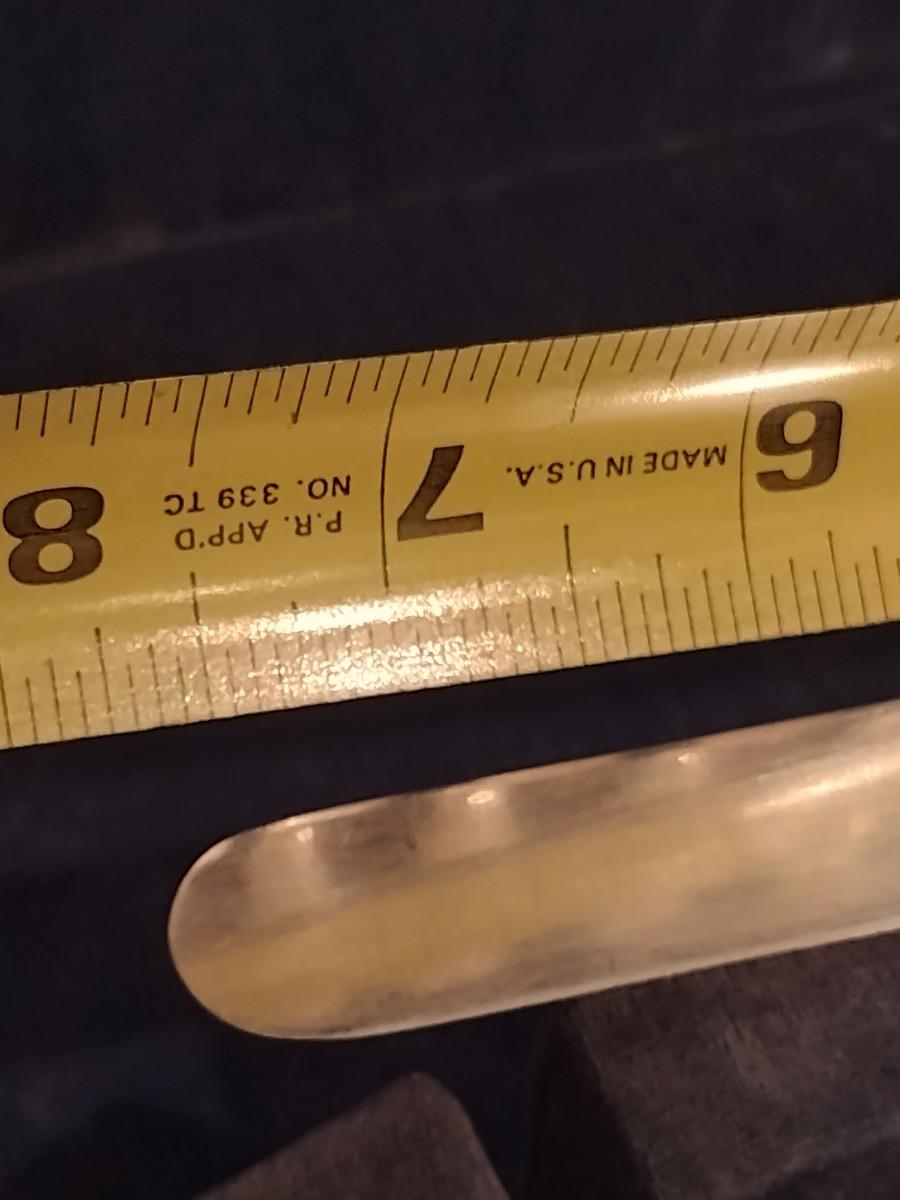 6
MADE IN U.S.A.
7
P.R. APP'D
NO. 339 TC
8